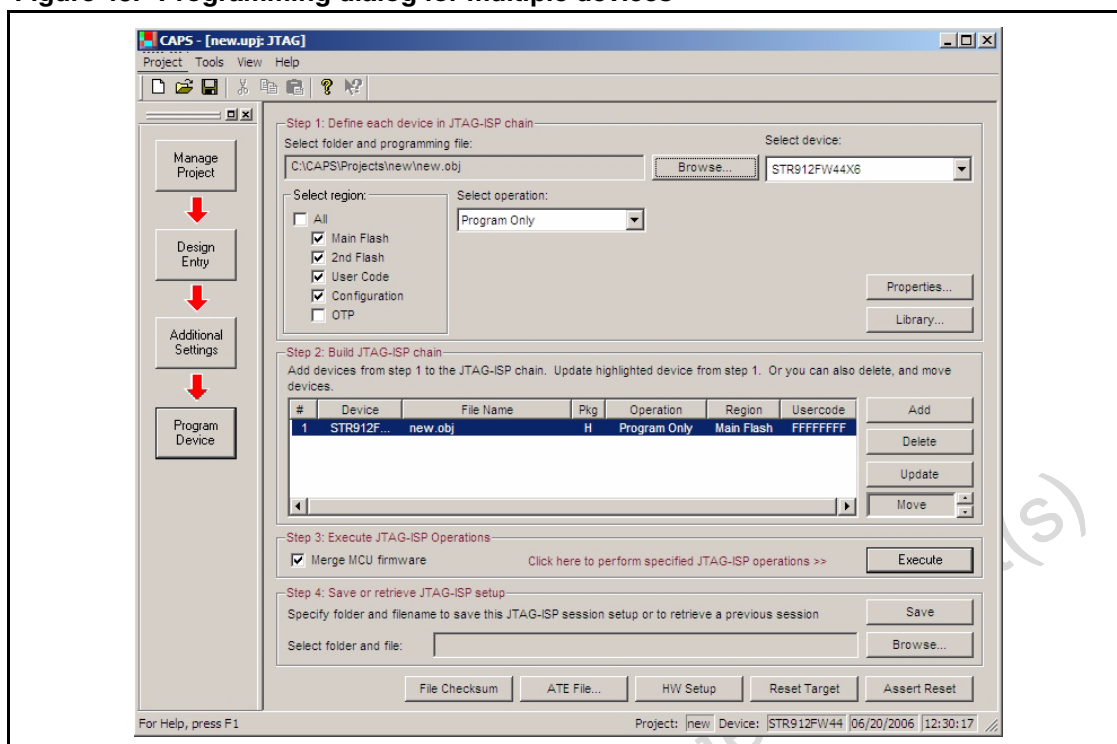 CAPS - [new.upj: JTAG]
Project Tools View Help
Manage
Project
Design
Entry
Additional
Settings
Program
Device
Step 1: Define each device in JTAG-ISP chain
Select folder and programming file:
Select device:
C:\CAPS\Projects\new\new.obj
Browse...
STR912FW44X6
Select region:
Select operation:
All
Program Only
Main Flash
2nd Flash
User Code
Configuration
OTP
Properties...
Library...
Step 2: Build JTAG-ISP chain
Add devices from step 1 to the JTAG-ISP chain. Update highlighted device from step 1. Or you can also delete, and move
devices.
# Device File Name Pkg Operation Region Usercode
1 STR912F... new.obj H Program Only Main Flash FFFFFFFF
Add
Delete
Update
Move
Step 3: Execute JTAG-ISP Operations
Merge MCU firmware
Click here to perform specified JTAG-ISP operations >>
Execute
Step 4: Save or retrieve JTAG-ISP setup
Specify folder and filename to save this JTAG-ISP session setup or to retrieve a previous session
Save
Select folder and file:
Browse...
File Checksum
ATE File...
HW Setup
Reset Target
Assert Reset
For Help, press F1
Project: new Device: STR912FW44 06/20/2006 12:30:17